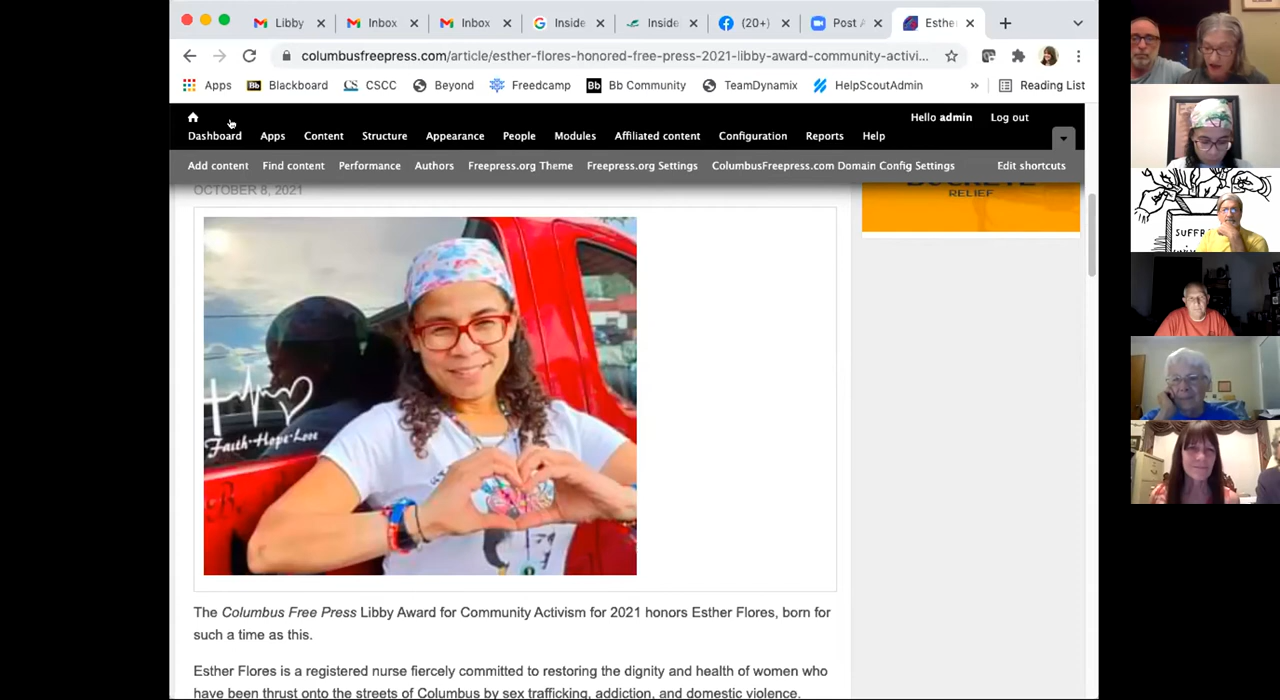 Libby
Inbox
Inbox
Inside
Inside
(20+)
Post A
Esther
columbusfreepress.com/article/esther-flores-honored-free-press-2021-libby-award-community-activi...
Apps
Blackboard
CSCC
Beyond
Freedcamp
Bb Community
TeamDynamix
HelpScoutAdmin
»
Reading List
Hello admin
Log out
Dashboard
Apps
Content
Structure
Appearance
People
Modules
Affiliated content
Configuration
Reports
Help
Add content
Find content
Performance
Authors
Freepress.org Theme
Freepress.org Settings
ColumbusFreepress.com Domain Config Settings
Edit shortcuts
OCTOBER 8, 2021
BUCKEYE
RELIEF
Faith·Hope·Love
SUFFR
The Columbus Free Press Libby Award for Community Activism for 2021 honors Esther Flores, born for
such a time as this.
Esther Flores is a registered nurse fiercely committed to restoring the dignity and health of women who
have been thrust onto the streets of Columbus by sex trafficking, addiction, and domestic violence.